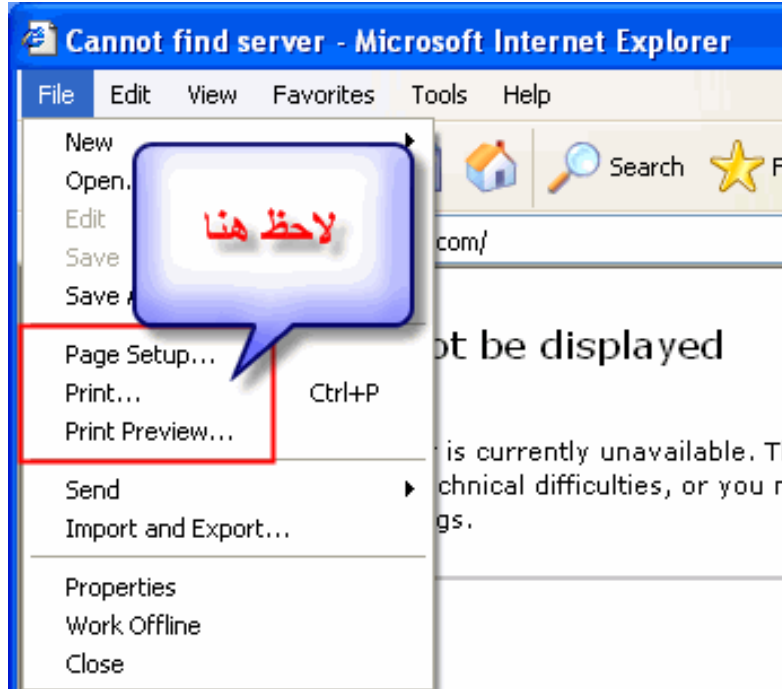 Cannot find server - Microsoft Internet Explorer
File Edit View Favorites Tools Help
Search F
com/
New
Open.
Edit
Save
Save
لاحظ هنا
Page Setup...
Print... Ctrl+P
Print Preview...
Send
Import and Export...
Properties
Work Offline
Close
ot be displayed
is currently unavailable. T
chnical difficulties, or you
gs.